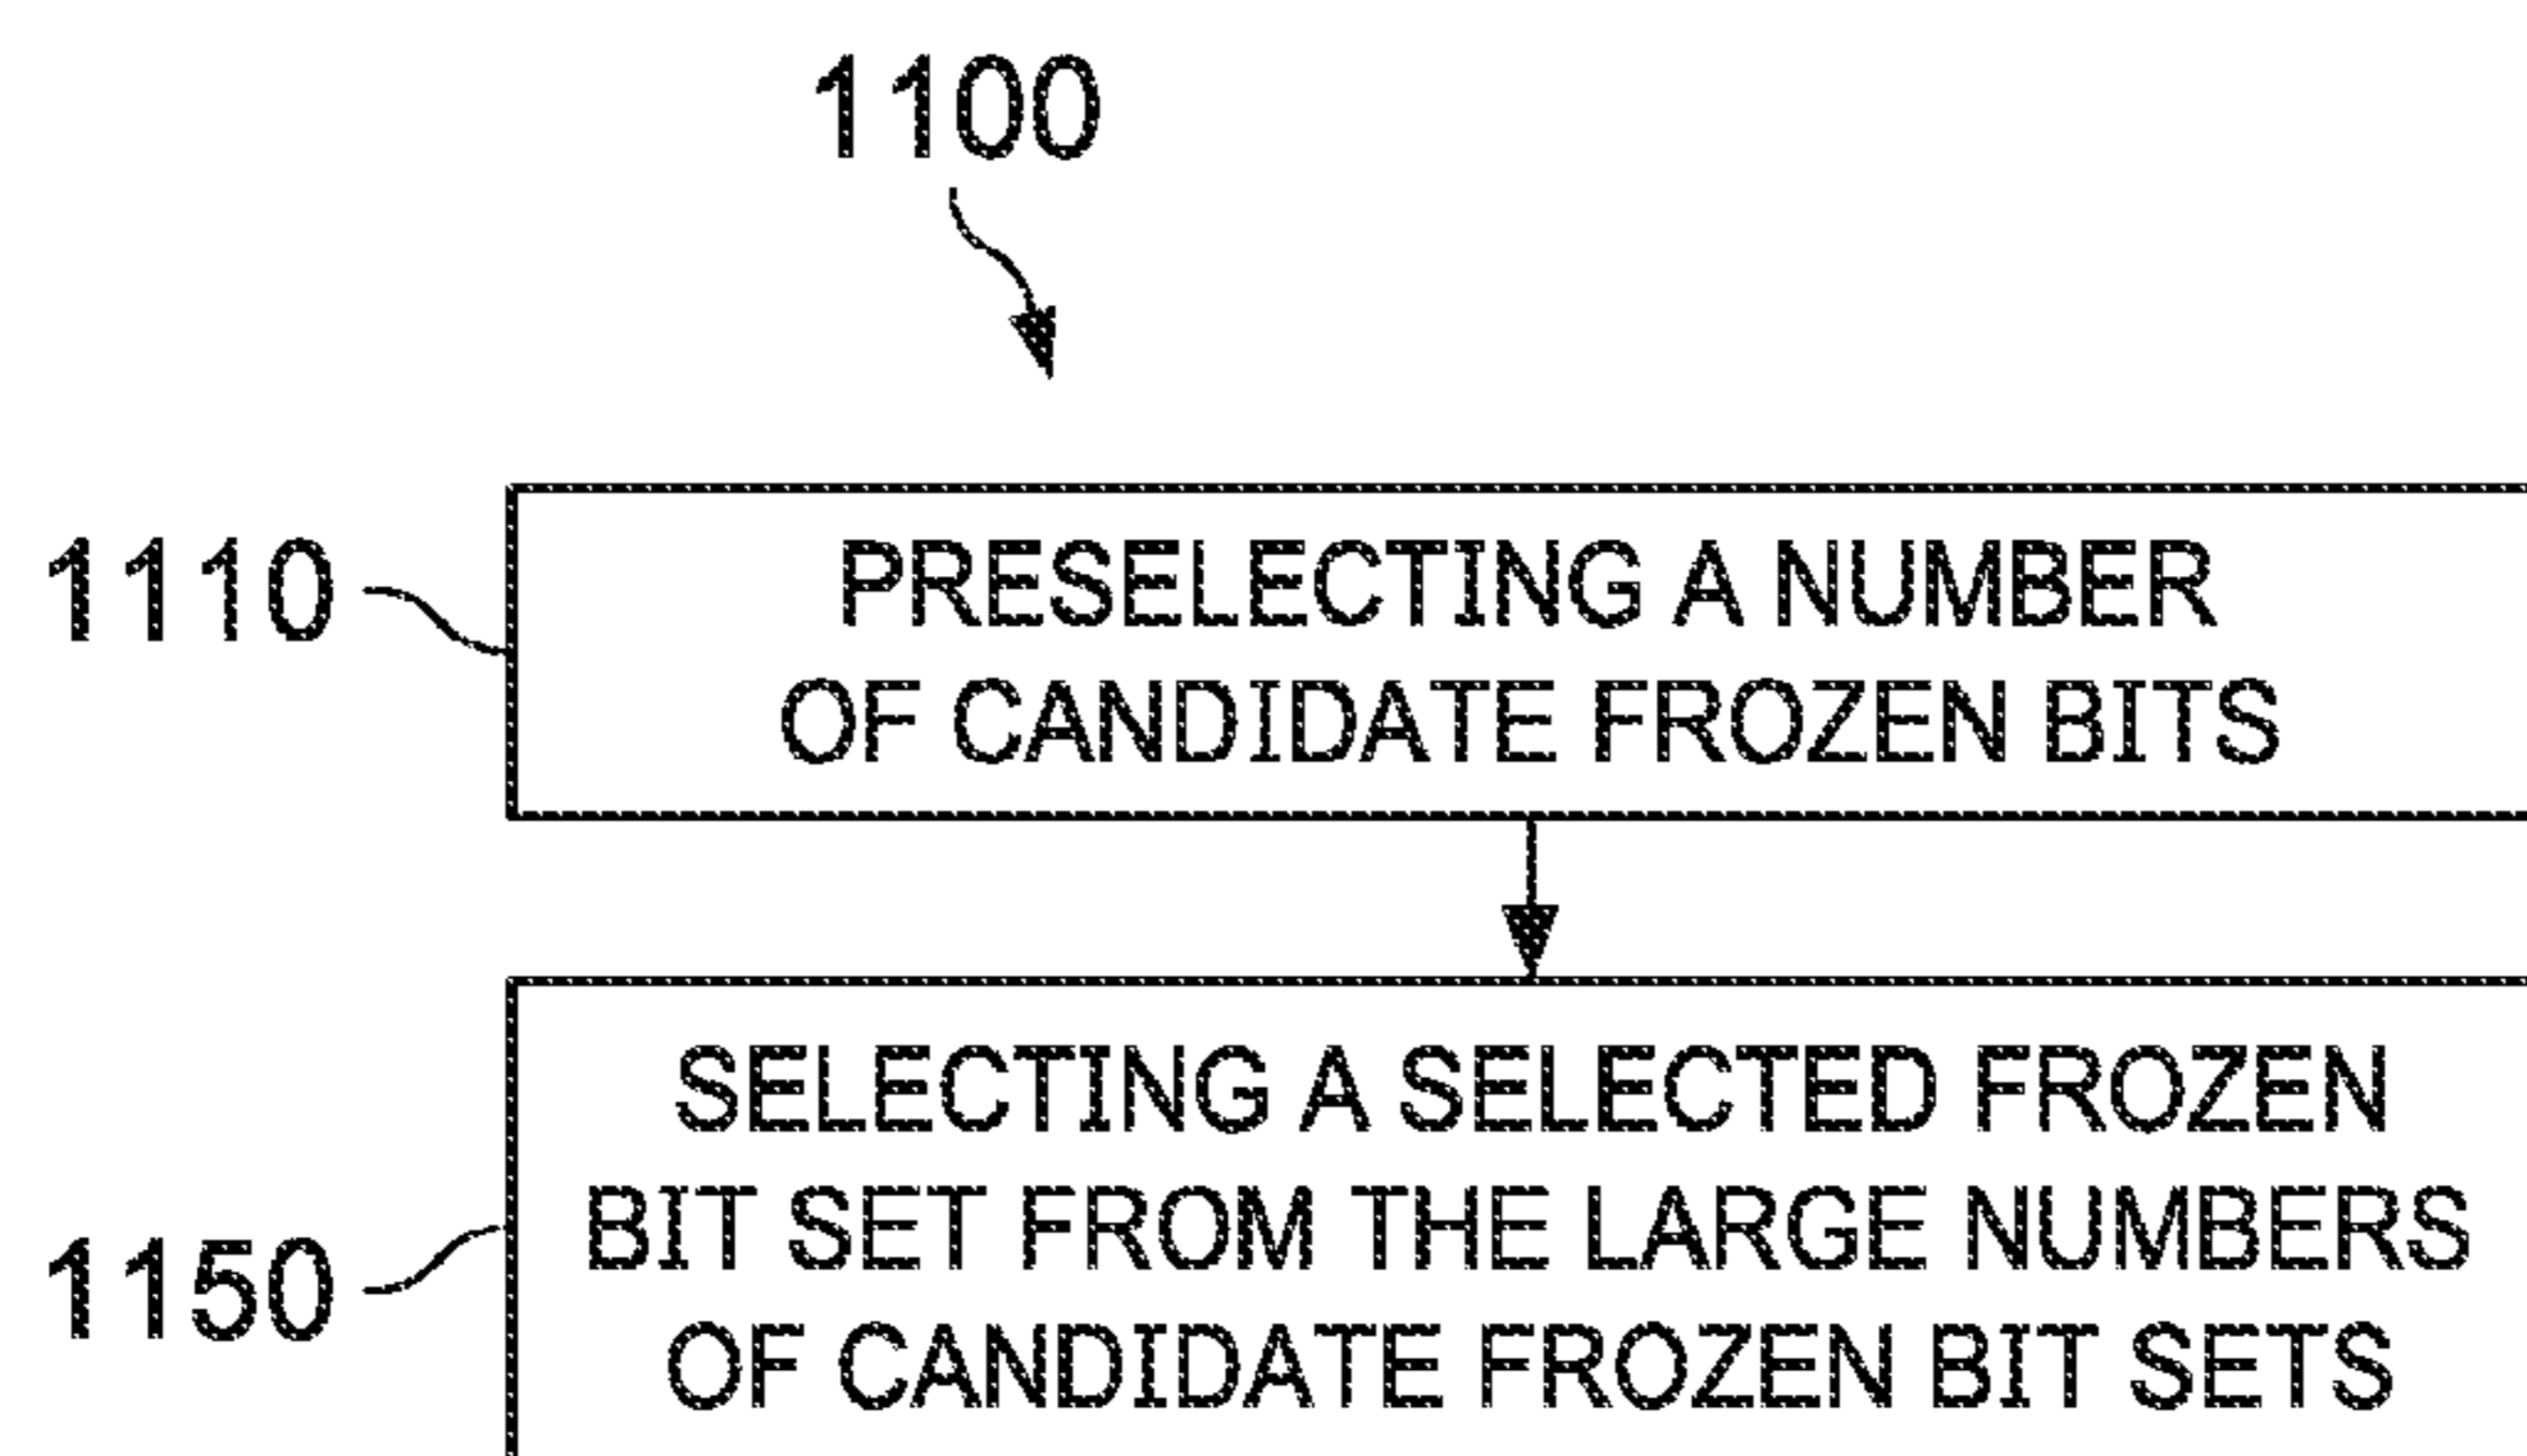 1100
1110
PRESELECTING A NUMBER
OF CANDIDATE FROZEN BITS
SELECTING A SELECTED FROZEN
BIT SET FROM THE LARGE NUMBERS
1150
OF CANDIDATE FROZEN BIT SETS